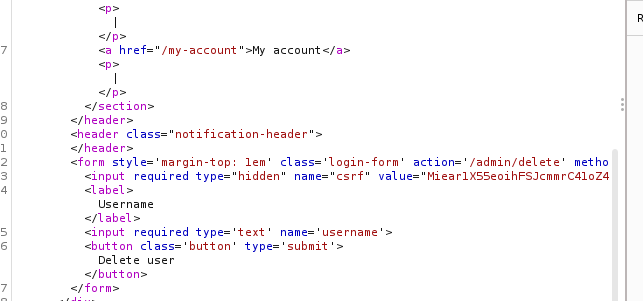 <p>
|
</p>
7 <a href="/my-account">My account</a>
<p>
|
</p>
8 </section>
9 </header>
0 <header class="notification-header">
1 </header>
2 <form style='margin-top: 1em' class='login-form' action='/admin/delete' metho
3 <input required type="hidden" name="csrf" value="Miear1X55eoihFSJcmmrC41oZ4
4 <label>
Username
</label>
5 <input required type='text' name='username'>
6 <button class='button' type='submit'>
Delete user
</button>
7 </form>
R